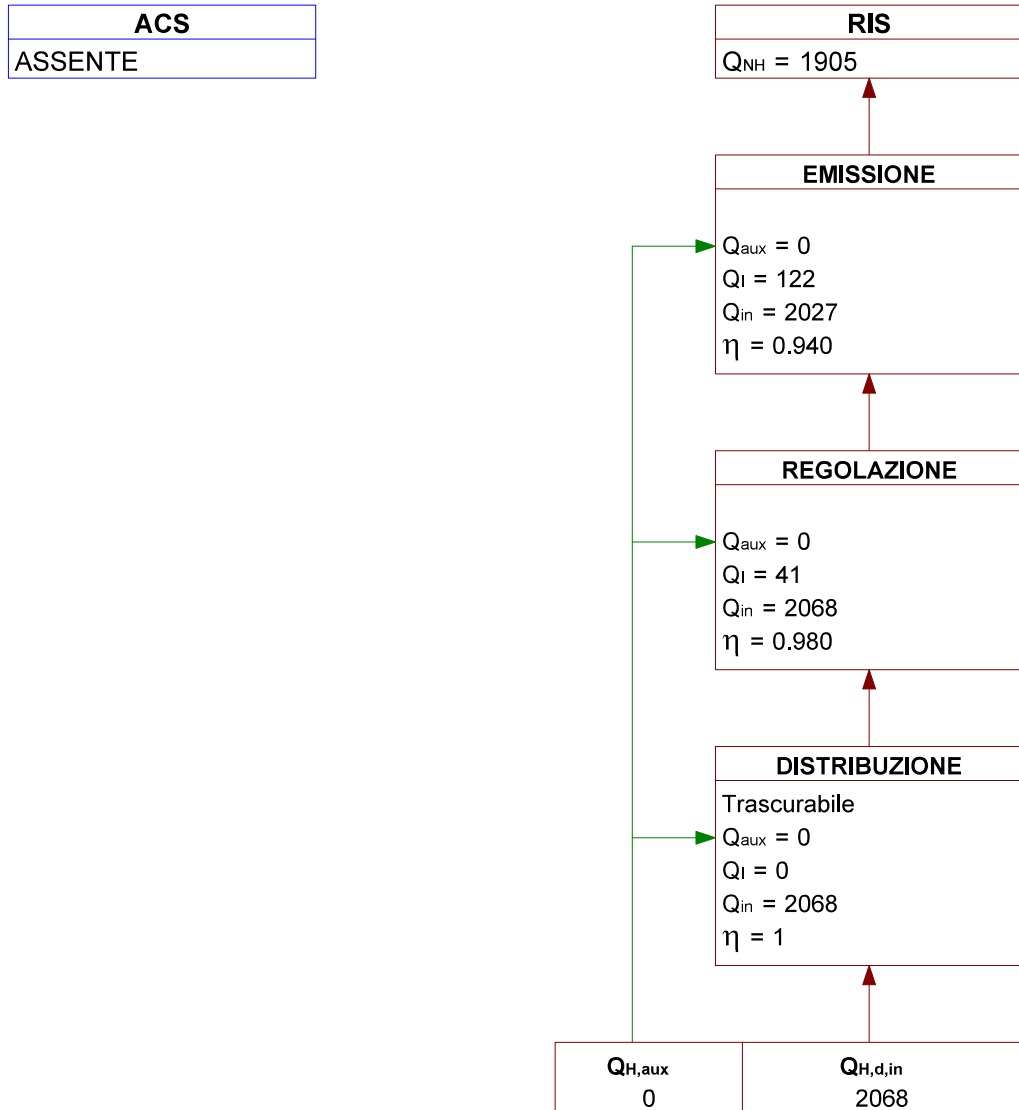 ACS
ASSENTE
RIS
QNH = 1905
EMISSIONE
Qaux = 0
Ql = 122
Qin = 2027
η = 0.940
REGOLAZIONE
Qaux = 0
Ql = 41
Qin = 2068
η = 0.980
DISTRIBUZIONE
Trascurabile
Qaux = 0
Ql = 0
Qin = 2068
η = 1
QH,aux
0
QH,d,in
2068